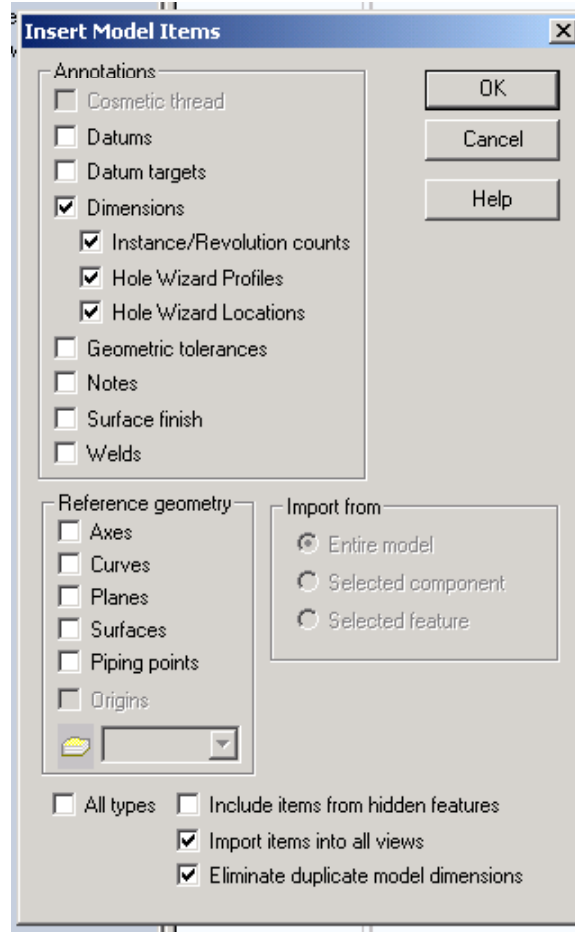 Insert Model Items
Annotations
Cosmetic thread
Datums
Datum targets
Dimensions
Instance/Revolution counts
Hole Wizard Profiles
Hole Wizard Locations
Geometric tolerances
Notes
Surface finish
Welds
OK
Cancel
Help
Reference geometry
Axes
Curves
Planes
Surfaces
Piping points
Origins
Import from
Entire model
Selected component
Selected feature
All types
Include items from hidden features
Import items into all views
Eliminate duplicate model dimensions